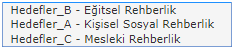 Hedefler_B - Eğitsel Rehberlik
Hedefler_A - Kişisel Sosyal Rehberlik
Hedefler_C - Mesleki Rehberlik